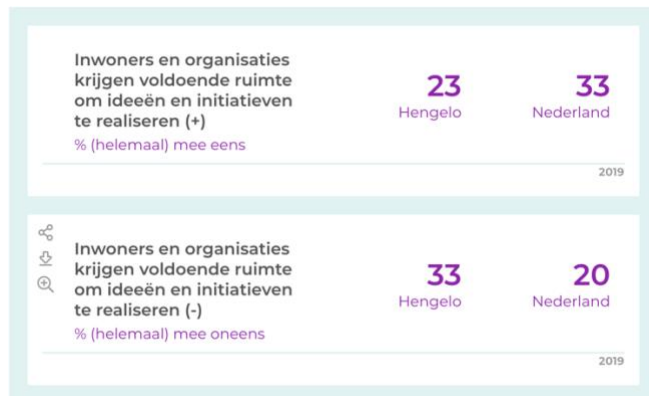 Inwoners en organisaties
krijgen voldoende ruimte
om ideeën en initiatieven
te realiseren (+)
% (helemaal) mee eens
23
Hengelo
33
Nederland
2019
Inwoners en organisaties
krijgen voldoende ruimte
om ideeën en initiatieven
te realiseren (-)
% (helemaal) mee oneens
33
Hengelo
20
Nederland
2019